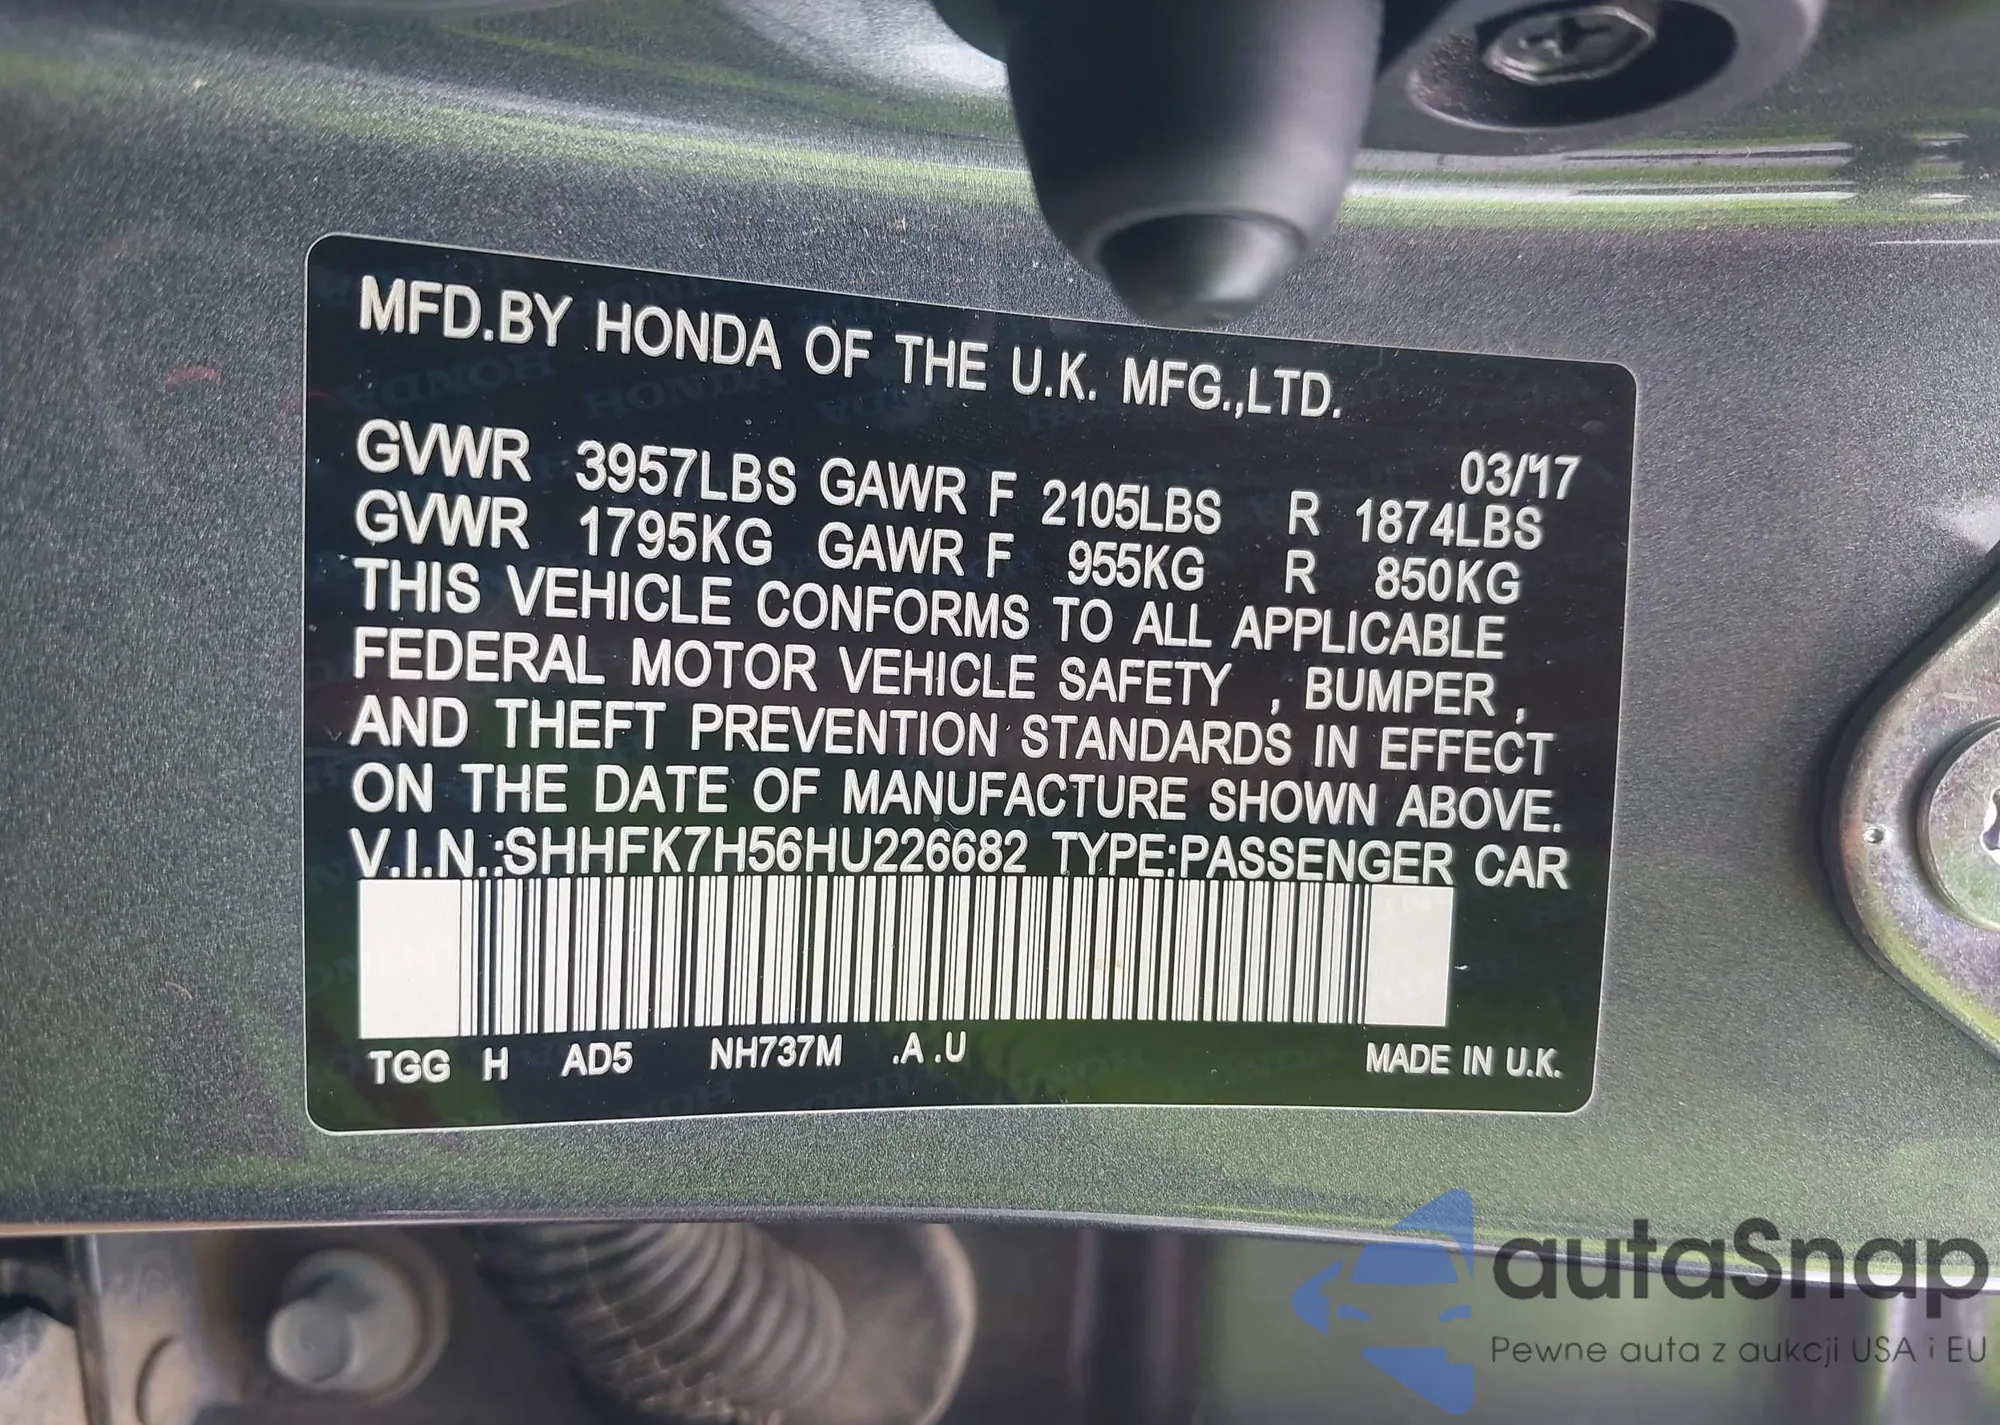 MFD.BY HONDA OF THE U.K. MFG.,LTD.
03/17
GVWR 3957LBS GAWR F 2105LBS R 1874LBS
GVWR 1795KG GAWR F 955KG R 850KG
THIS VEHICLE CONFORMS TO ALL APPLICABLE
FEDERAL MOTOR VEHICLE SAFETY , BUMPER ,
AND THEFT PREVENTION STANDARDS IN EFFECT
ON THE DATE OF MANUFACTURE SHOWN ABOVE.
V.I.N.:SHHFK7H56HU226682 TYPE:PASSENGER CAR
TGG H AD5 NH737M .A .U MADE IN U.K.
autaSnap
Pewne auta z aukcji USA i EU